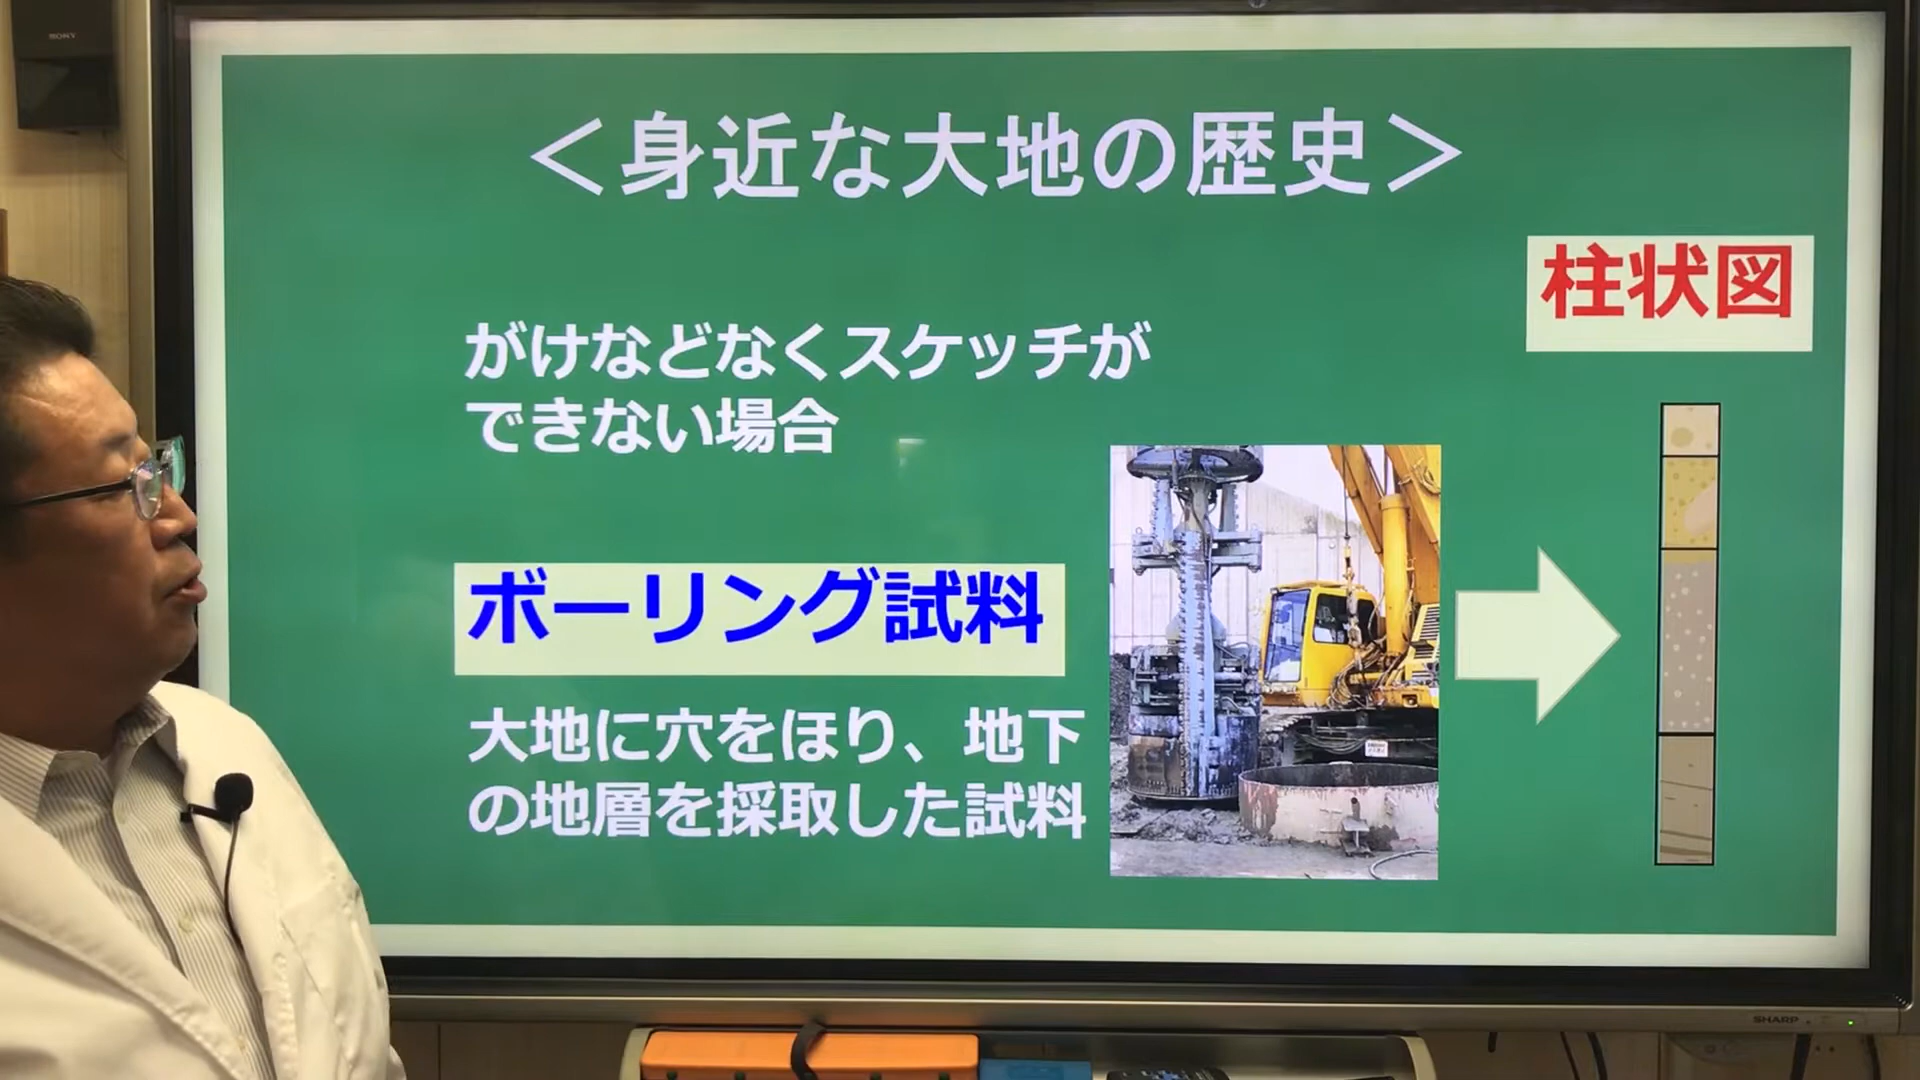 SONY
＜身近な大地の歴史＞
柱状図
がけなどなくスケッチが
できない場合
ボーリング試料
大地に穴をほり、地下
の地層を採取した試料
SHARP